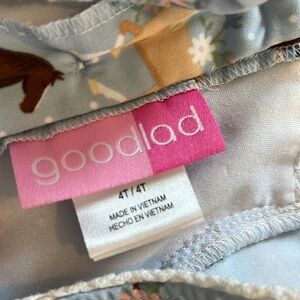 goodlad
4T/4T
MADE IN VIETNAM
HECHO EN VIETNAM